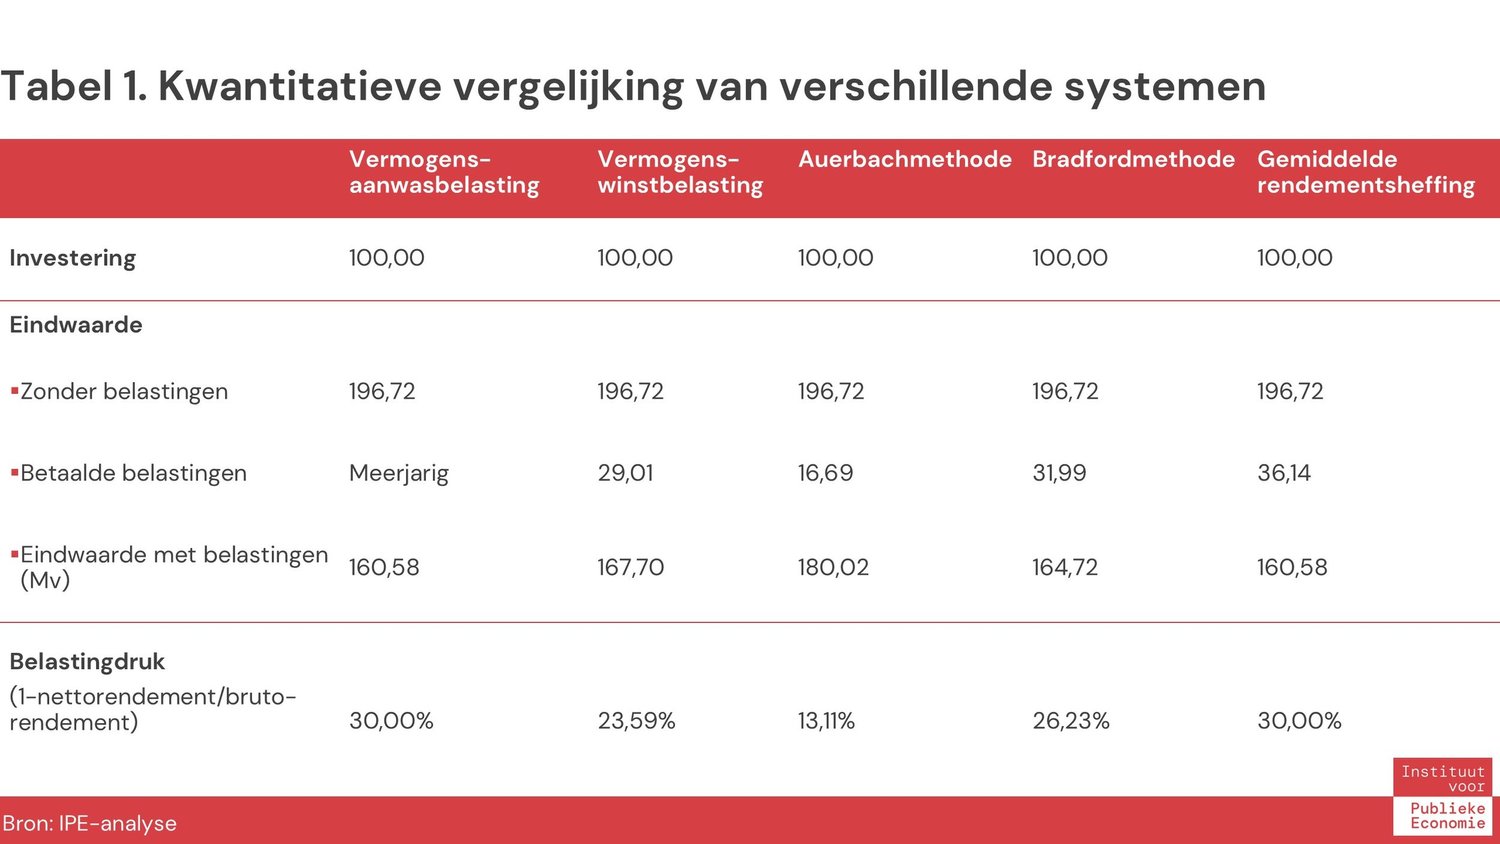 Tabel 1. Kwantitatieve vergelijking van verschillende systemen
Vermogens- Vermogens- Auerbachmethode Bradfordmethode Gemiddelde
aanwasbelasting winstbelasting rendementsheffing
Investering 100,00 100,00 100,00 100,00 100,00
Eindwaarde
▪Zonder belastingen 196,72 196,72 196,72 196,72 196,72
▪Betaalde belastingen Meerjarig 29,01 16,69 31,99 36,14
▪Eindwaarde met belastingen
(Mv) 160,58 167,70 180,02 164,72 160,58
Belastingdruk
(1-nettorendement/bruto-
rendement) 30,00% 23,59% 13,11% 26,23% 30,00%
Instituut
voor
Publieke
Economie
Bron: IPE-analyse